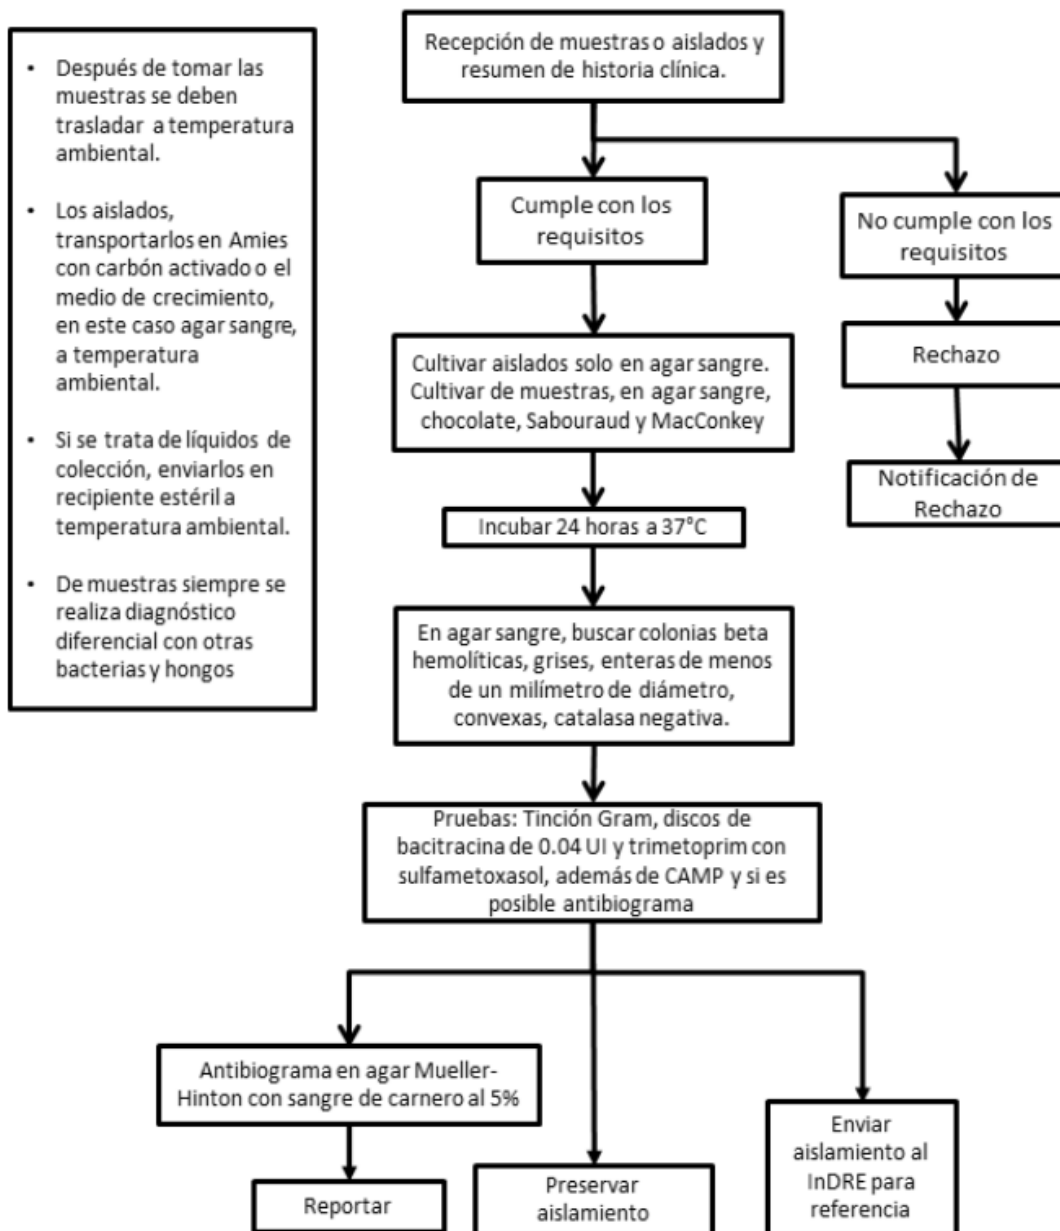 • Después de tomar las
muestras se deben
trasladar a temperatura
ambiental.
• Los aislados,
transportarlos en Amies
con carbón activado o el
medio de crecimiento,
en este caso agar sangre,
a temperatura
ambiental.
• Si se trata de líquidos de
colección, enviarlos en
recipiente estéril a
temperatura ambiental.
• De muestras siempre se
realiza diagnóstico
diferencial con otras
bacterias y hongos
Recepción de muestras o aislados y
resumen de historia clínica.
Cumple con los
requisitos
No cumple con los
requisitos
Rechazo
Notificación de
Rechazo
Cultivar aislados solo en agar sangre.
Cultivar de muestras, en agar sangre,
chocolate, Sabouraud y MacConkey
Incubar 24 horas a 37°C
En agar sangre, buscar colonias beta
hemolíticas, grises, enteras de menos
de un milímetro de diámetro,
convexas, catalasa negativa.
Pruebas: Tinción Gram, discos de
bacitracina de 0.04 UI y trimetoprim con
sulfametoxasol, además de CAMP y si es
posible antibiograma
Antibiograma en agar Mueller-
Hinton con sangre de carnero al 5%
Reportar
Preservar
aislamiento
Enviar
aislamiento al
InDRE para
referencia